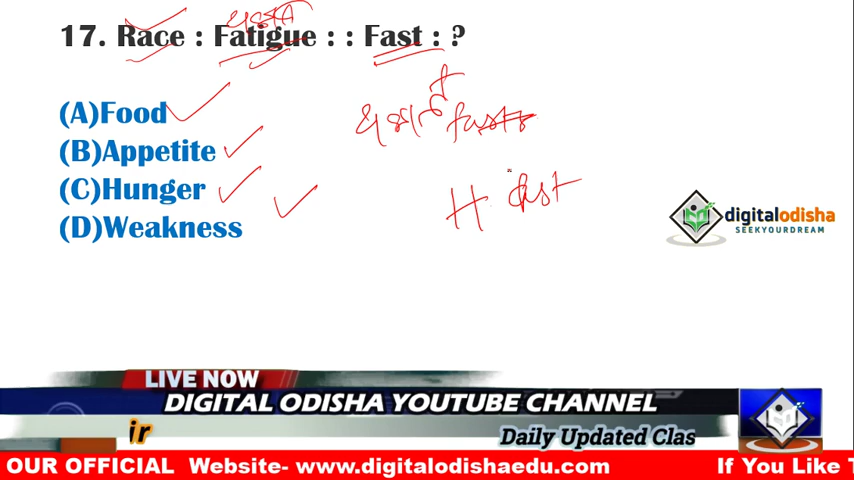 17. Race : Fatigue : : Fast : ?
(A)Food
(B)Appetite
(C)Hunger
(D)Weakness
digitalodisha
SEEKYOURDREAM
LIVE NOW
DIGITAL ODISHA YOUTUBE CHANNEL
ir
Daily Updated Clas
OUR OFFICIAL Website- www.digitalodishaedu.com
If You Like T